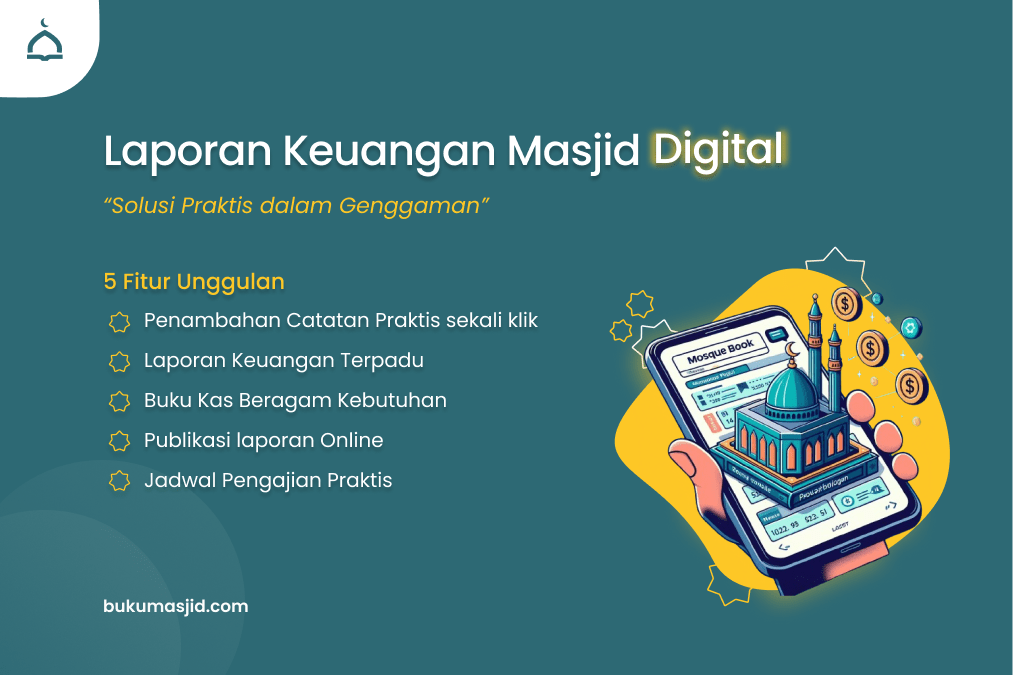 Laporan Keuangan Masjid Digital
“Solusi Praktis dalam Genggaman”
5 Fitur Unggulan
Penambahan Catatan Praktis sekali klik
Laporan Keuangan Terpadu
Buku Kas Beragam Kebutuhan
Publikasi laporan Online
Jadwal Pengajian Praktis
Mosque Book
bukumasjid.com